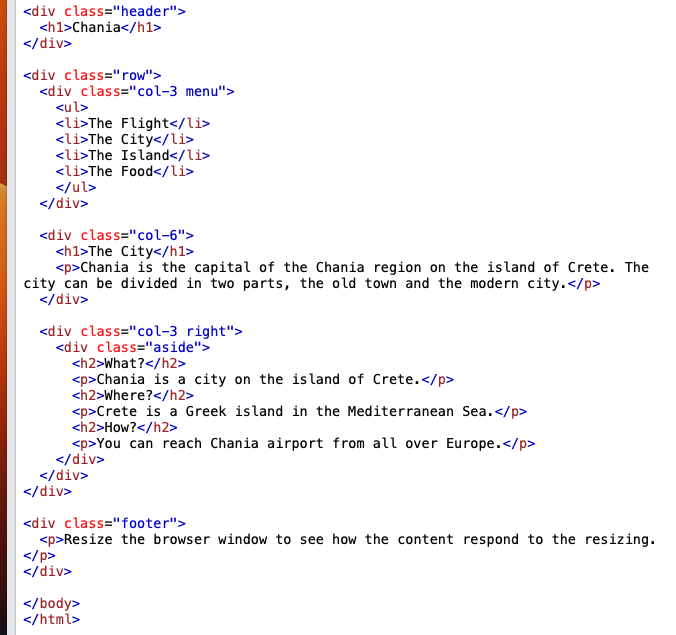 <div class="header">
  <h1>Chania</h1>
</div>

<div class="row">
  <div class="col-3 menu">
    <ul>
    <li>The Flight</li>
    <li>The City</li>
    <li>The Island</li>
    <li>The Food</li>
    </ul>
  </div>

  <div class="col-6">
    <h1>The City</h1>
    <p>Chania is the capital of the Chania region on the island of Crete. The
city can be divided in two parts, the old town and the modern city.</p>
  </div>

  <div class="col-3 right">
    <div class="aside">
      <h2>What?</h2>
      <p>Chania is a city on the island of Crete.</p>
      <h2>Where?</h2>
      <p>Crete is a Greek island in the Mediterranean Sea.</p>
      <h2>How?</h2>
      <p>You can reach Chania airport from all over Europe.</p>
    </div>
  </div>
</div>

<div class="footer">
  <p>Resize the browser window to see how the content respond to the resizing.
</p>
</div>

</body>
</html>